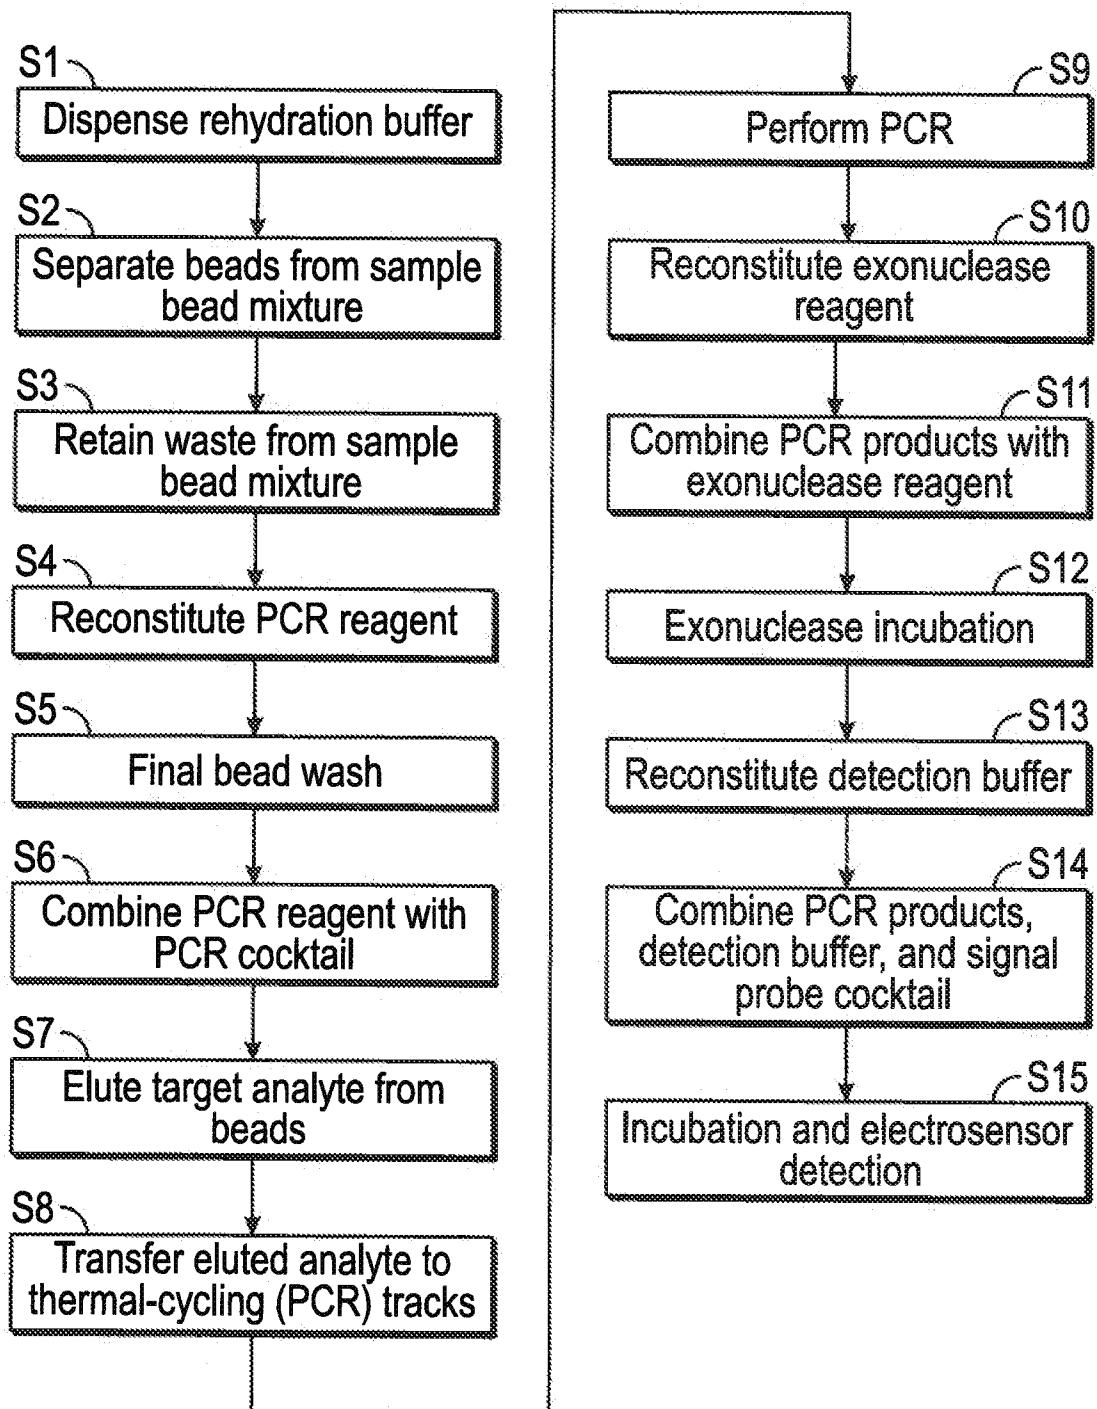 S1
Dispense rehydration buffer
S2
Separate beads from sample
bead mixture
S3
Retain waste from sample
bead mixture
S4
Reconstitute PCR reagent
S5
Final bead wash
S6
Combine PCR reagent with
PCR cocktail
S7
Elute target analyte from
beads
S8
Transfer eluted analyte to
thermal-cycling (PCR) tracks
S9
Perform PCR
S10
Reconstitute exonuclease
reagent
S11
Combine PCR products with
exonuclease reagent
S12
Exonuclease incubation
S13
Reconstitute detection buffer
S14
Combine PCR products,
detection buffer, and signal
probe cocktail
S15
Incubation and electrosensor
detection